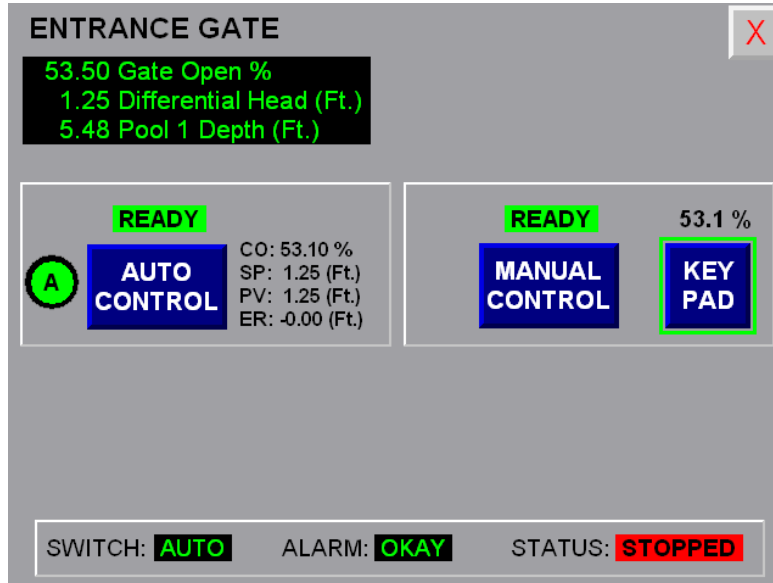 ENTRANCE GATE
X
53.50 Gate Open %
1.25 Differential Head (Ft.)
5.48 Pool 1 Depth (Ft.)
READY
A
AUTO
CONTROL
CO: 53.10 %
SP: 1.25 (Ft.)
PV: 1.25 (Ft.)
ER: -0.00 (Ft.)
READY
53.1 %
MANUAL
CONTROL
KEY
PAD
SWITCH: AUTO ALARM: OKAY STATUS: STOPPED